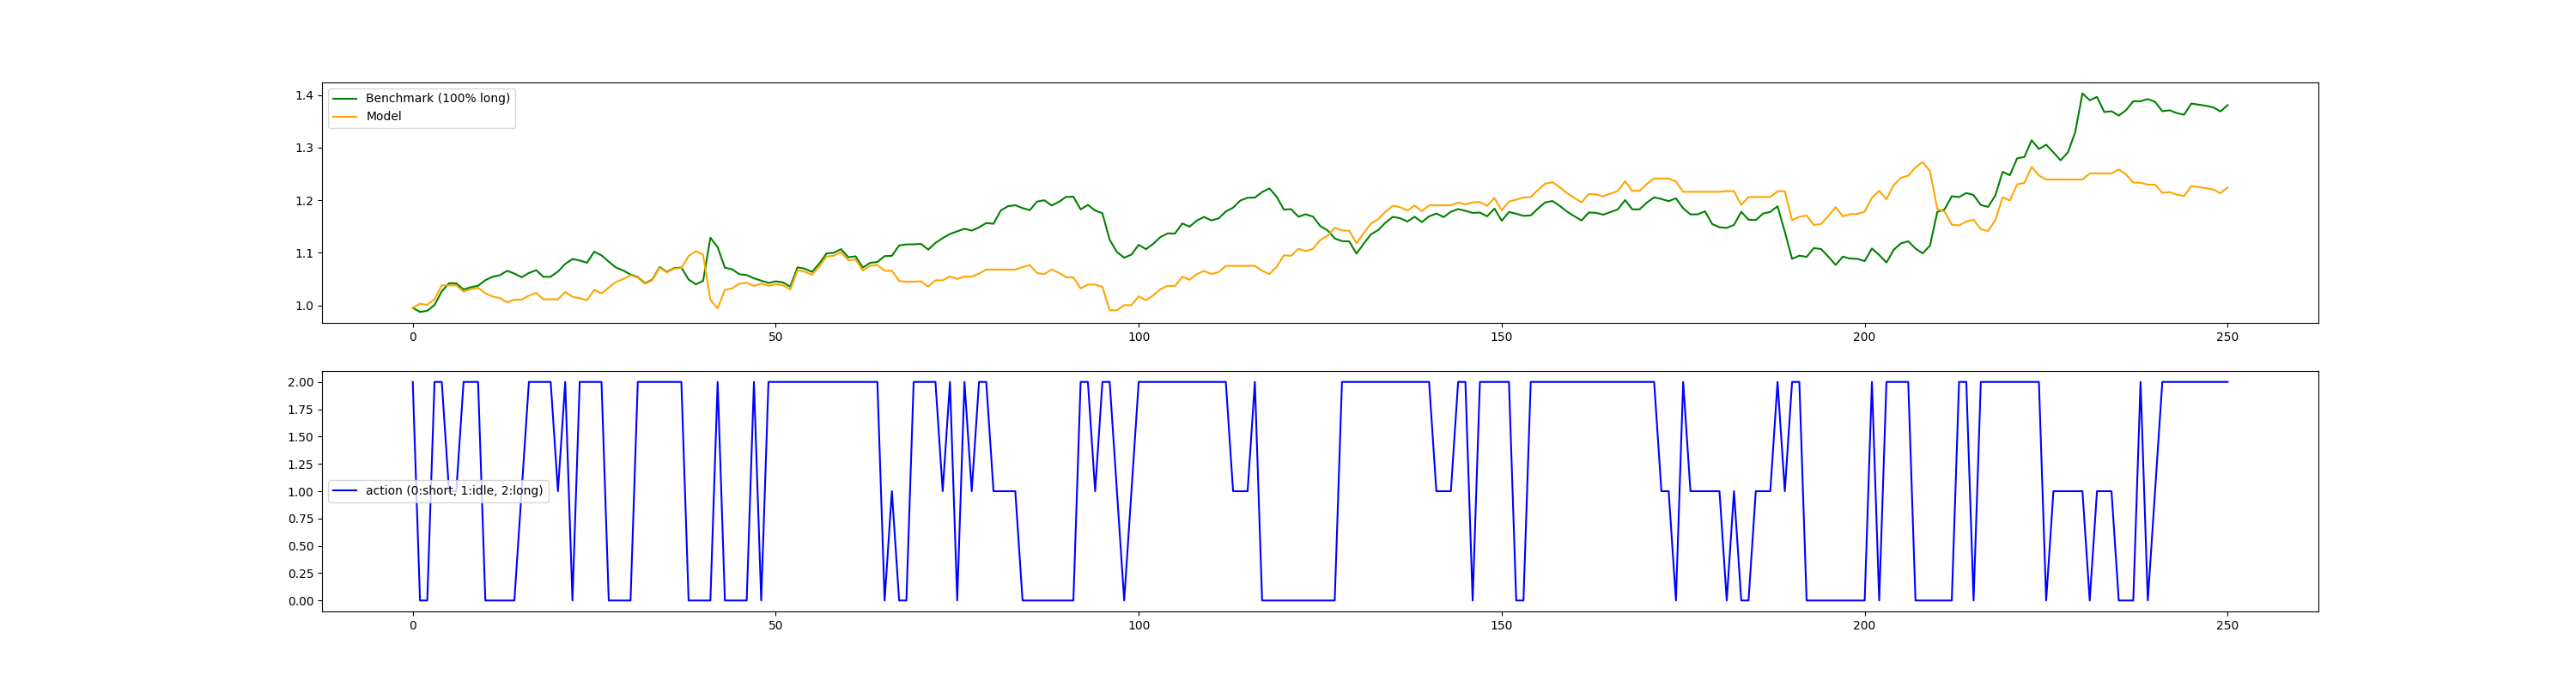 1.4
1.3
1.2
1.1
1.0
Benchmark (100% long)
Model
0 50 100 150 200 250
2.00
1.75
1.50
1.25
1.00
0.75
0.50
0.25
0.00
action (0:short, 1:idle, 2:long)
0 50 100 150 200 250